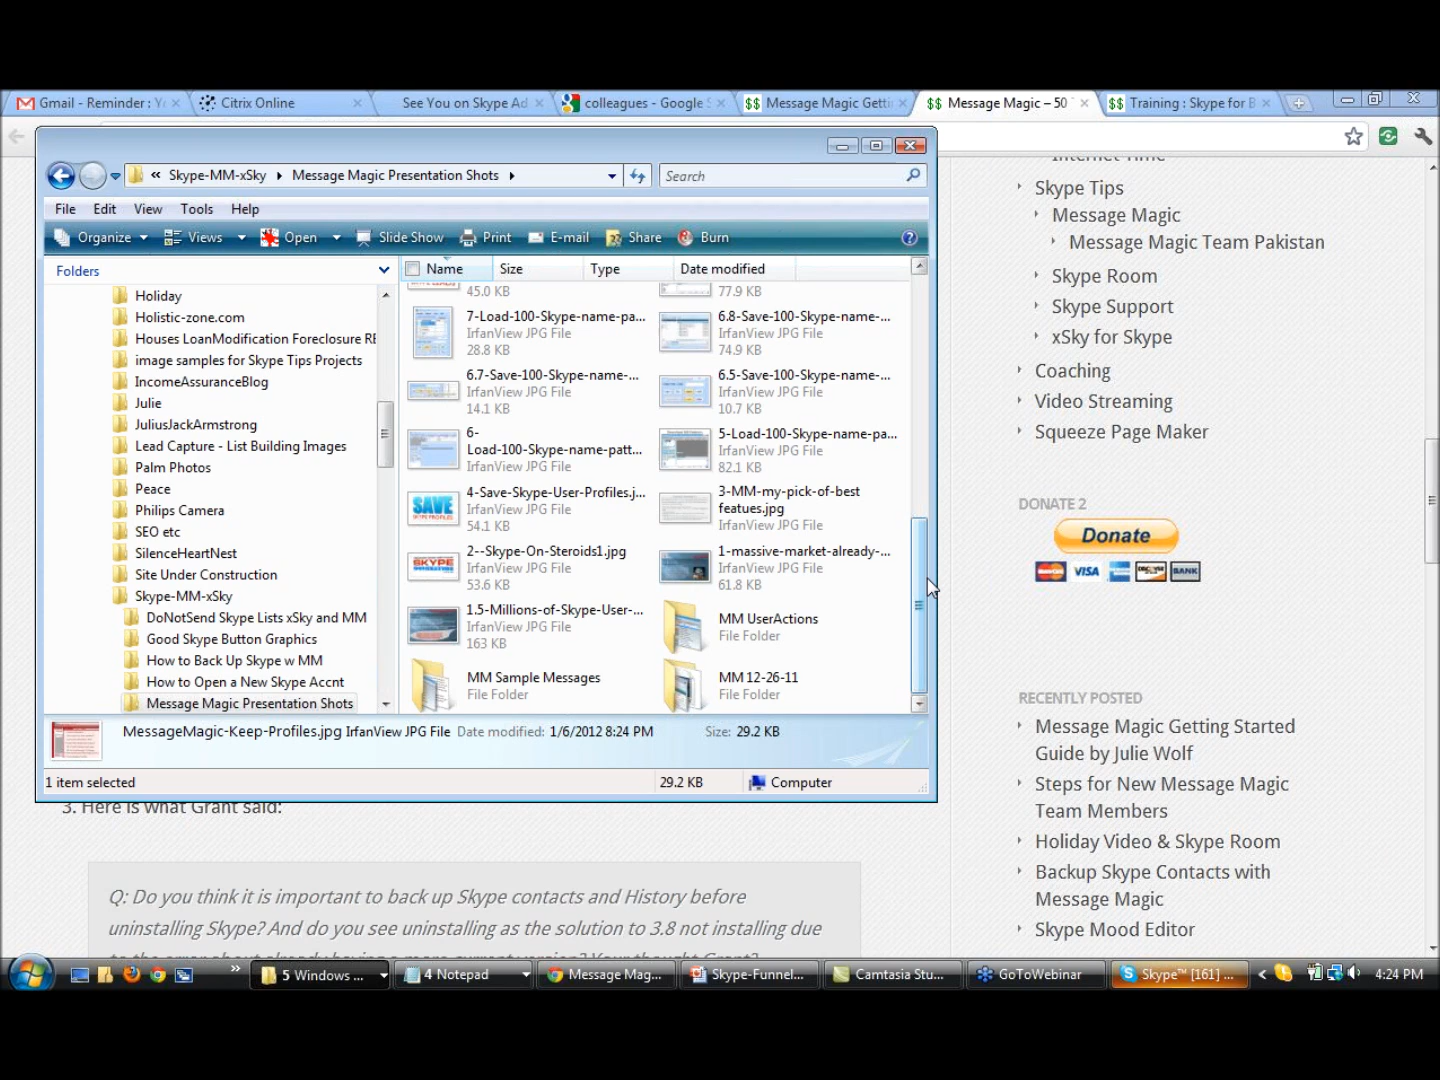 Gmail - Reminder : Y
Citrix Online
See You on Skype Ad
colleagues - Google S
$$ Message Magic Getti
$$ Message Magic – 50
$$ Training : Skype for B
« Skype-MM-xSky
Message Magic Presentation Shots
Search
File Edit View Tools Help
Organize Views Open Slide Show Print E-mail Share Burn
Folders
Name Size Type Date modified
Holiday
Holistic-zone.com
Houses LoanModification Foreclosure RE
image samples for Skype Tips Projects
IncomeAssuranceBlog
Julie
JuliusJackArmstrong
Lead Capture - List Building Images
Palm Photos
Peace
Philips Camera
SEO etc
SilenceHeartNest
Site Under Construction
Skype-MM-xSky
DoNotSend Skype Lists xSky and MM
Good Skype Button Graphics
How to Back Up Skype w MM
How to Open a New Skype Accnt
Message Magic Presentation Shots
45.0 KB
77.9 KB
7-Load-100-Skype-name-pa...
IrfanView JPG File
28.8 KB
6.8-Save-100-Skype-name-...
IrfanView JPG File
74.9 KB
6.7-Save-100-Skype-name-...
IrfanView JPG File
14.1 KB
6.5-Save-100-Skype-name-...
IrfanView JPG File
10.7 KB
6-
Load-100-Skype-name-patt...
IrfanView JPG File
5-Load-100-Skype-name-pa...
IrfanView JPG File
82.1 KB
SAVE
4-Save-Skype-User-Profiles.j...
IrfanView JPG File
54.1 KB
3-MM-my-pick-of-best
featues.jpg
IrfanView JPG File
SKYPE
2--Skype-On-Steroids1.jpg
IrfanView JPG File
53.6 KB
1-massive-market-already-...
IrfanView JPG File
61.8 KB
1.5-Millions-of-Skype-User-...
IrfanView JPG File
163 KB
MM UserActions
File Folder
MM Sample Messages
File Folder
MM 12-26-11
File Folder
MessageMagic-Keep-Profiles.jpg IrfanView JPG File Date modified: 1/6/2012 8:24 PM Size: 29.2 KB
1 item selected 29.2 KB Computer
3. Here is what Grant said:
Q: Do you think it is important to back up Skype contacts and History before
uninstalling Skype? And do you see uninstalling as the solution to 3.8 not installing due
Internet Time
Skype Tips
Message Magic
Message Magic Team Pakistan
Skype Room
Skype Support
xSky for Skype
Coaching
Video Streaming
Squeeze Page Maker
DONATE 2
Donate
VISA
BANK
RECENTLY POSTED
Message Magic Getting Started
Guide by Julie Wolf
Steps for New Message Magic
Team Members
Holiday Video & Skype Room
Backup Skype Contacts with
Message Magic
Skype Mood Editor
»
5 Windows ...
4 Notepad
Message Mag...
Skype-Funnel...
Camtasia Stu...
GoToWebinar
Skype™ [161] ...
4:24 PM